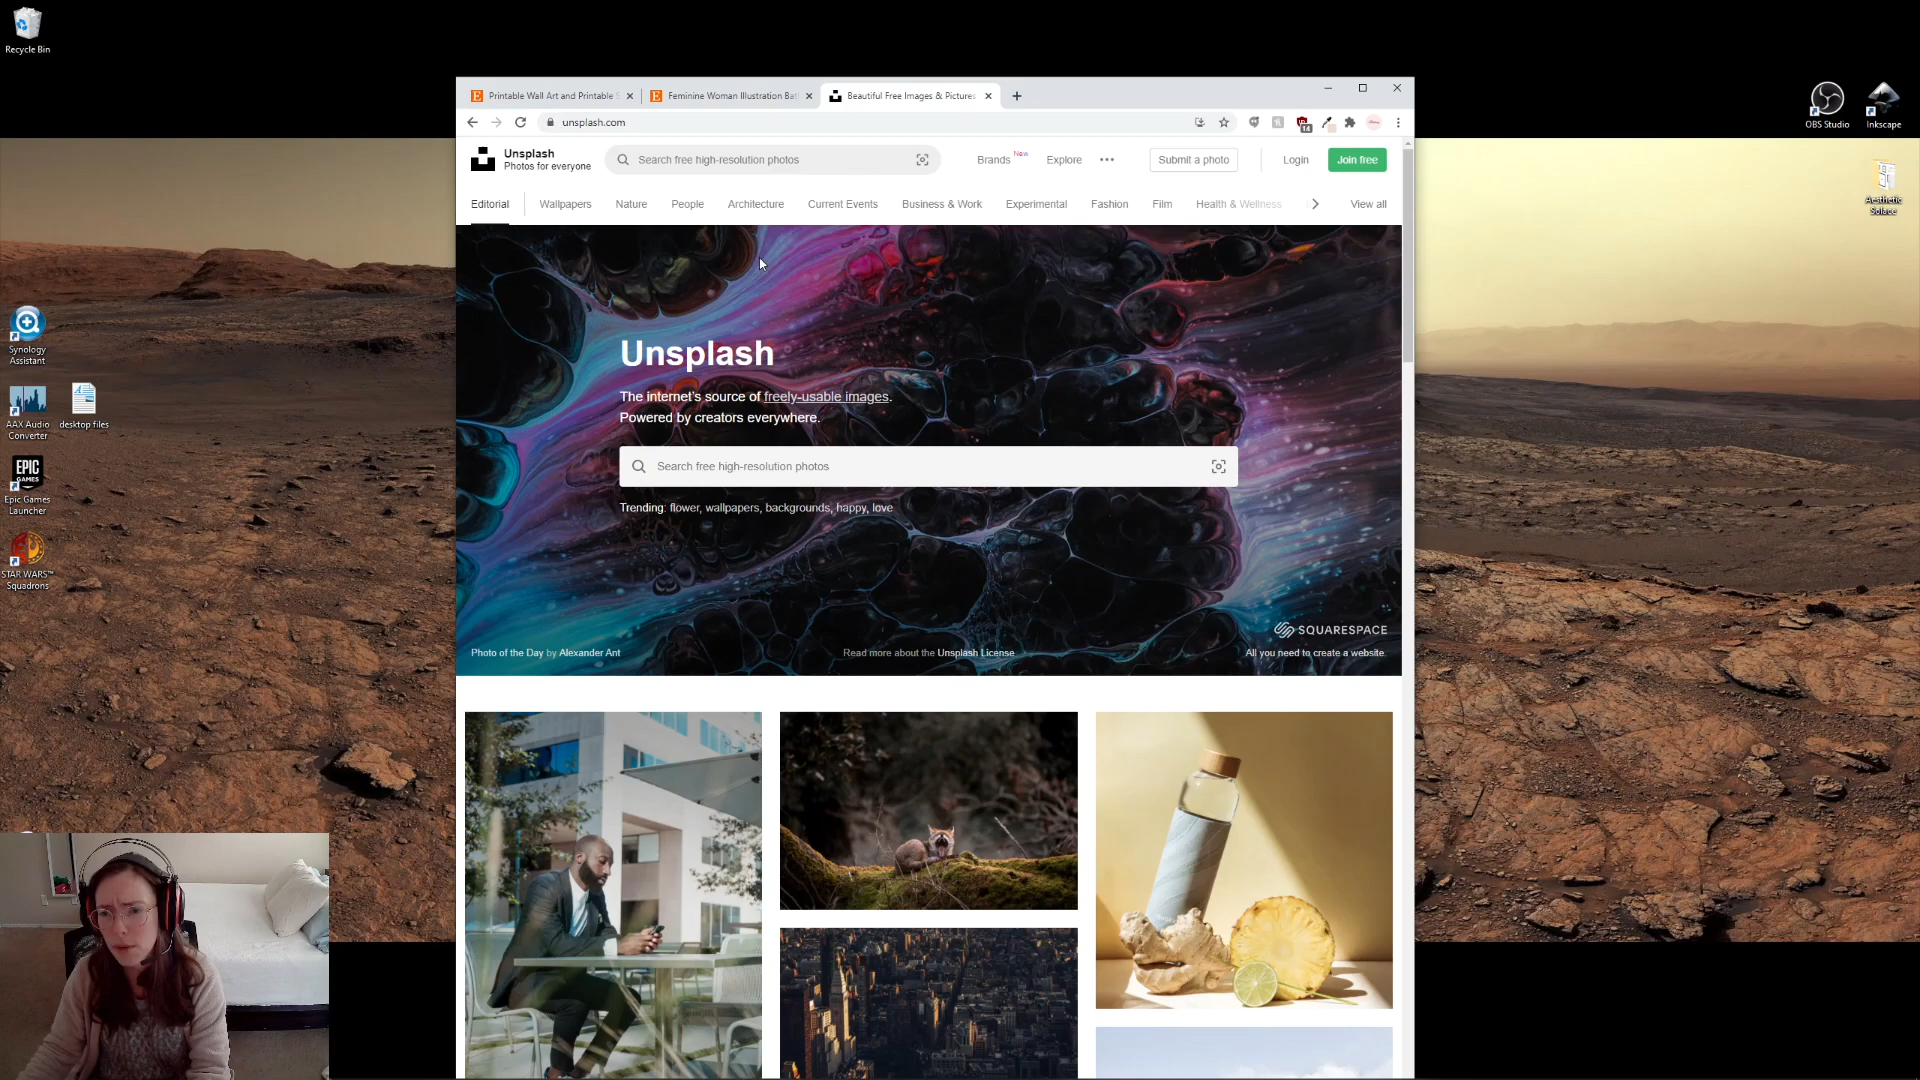 Recycle Bin
Printable Wall Art and Printable S
Feminine Woman Illustration Bat
Beautiful Free Images & Pictures
unsplash.com
14
OBS Studio
Inkscape
Unsplash
Photos for everyone
Search free high-resolution photos
Brands New
Explore
Submit a photo
Login
Join free
Editorial
Wallpapers
Nature
People
Architecture
Current Events
Business & Work
Experimental
Fashion
Film
Health & Wellness
View all
Aesthetic
Solace
Unsplash
The internet's source of freely-usable images.
Powered by creators everywhere.
Search free high-resolution photos
Trending: flower, wallpapers, backgrounds, happy, love
SQUARESPACE
Photo of the Day by Alexander Ant
Read more about the Unsplash License
All you need to create a website.
Synology
Assistant
AAX Audio
Converter
desktop files
EPIC
GAMES
Epic Games
Launcher
STAR WARS™
Squadrons